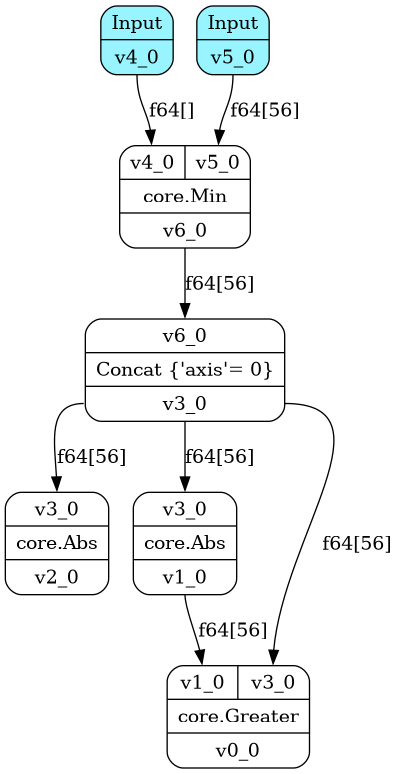 Input
v4_0
Input
v5_0
f64[]
f64[56]
v4_0
v5_0
core.Min
v6_0
f64[56]
v6_0
Concat {'axis'= 0}
v3_0
f64[56]
f64[56]
f64[56]
v3_0
core.Abs
v2_0
v3_0
core.Abs
v1_0
f64[56]
v1_0
v3_0
core.Greater
v0_0